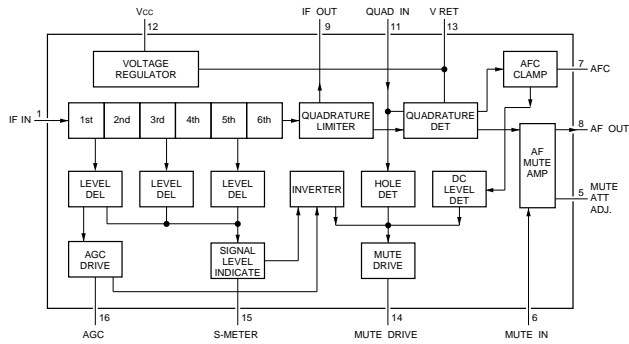 VCC
12
IF OUT
9
QUAD IN
11
V RET
13
VOLTAGE
REGULATOR
AFC
CLAMP
7
AFC
IF IN
1
1st 2nd 3rd 4th 5th 6th
QUADRATURE
LIMITER
QUADRATURE
DET
AF
MUTE
AMP
8
AF OUT
5
MUTE
ATT
ADJ.
LEVEL
DEL
LEVEL
DEL
LEVEL
DEL
INVERTER
HOLE
DET
DC
LEVEL
DET
AGC
DRIVE
SIGNAL
LEVEL
INDICATE
MUTE
DRIVE
16
AGC
15
S-METER
14
MUTE DRIVE
6
MUTE IN